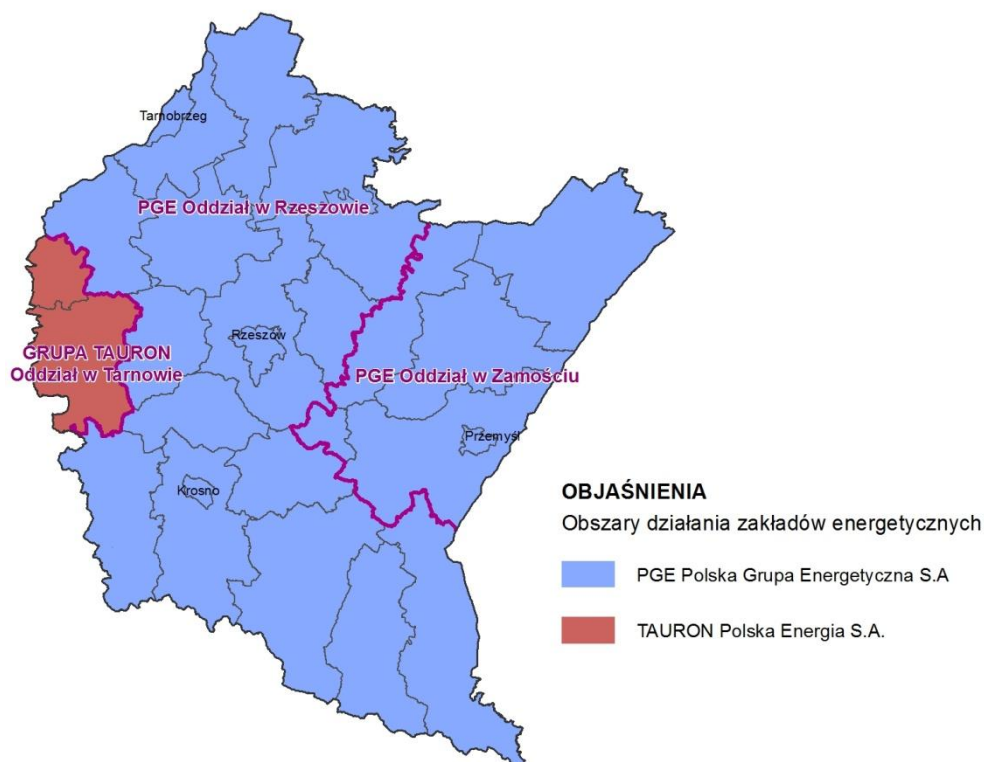 Tarnobrzeg
PGE Oddział w Rzeszowie
Rzeszów
GRUPA TAURON
Oddział w Tarnowie
PGE Oddział w Zamościu
Przemyśl
Krosno
OBJAŚNIENIA
Obszary działania zakładów energetycznych
PGE Polska Grupa Energetyczna S.A
TAURON Polska Energia S.A.